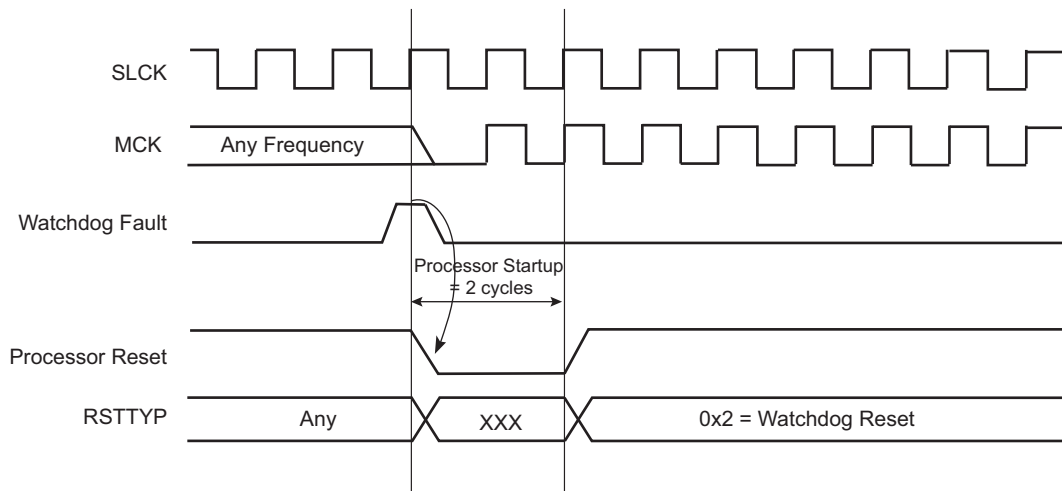 SLCK
MCK
Any Frequency
Watchdog Fault
Processor Startup
= 2 cycles
Processor Reset
RSTTYP
Any
XXX
0x2 = Watchdog Reset